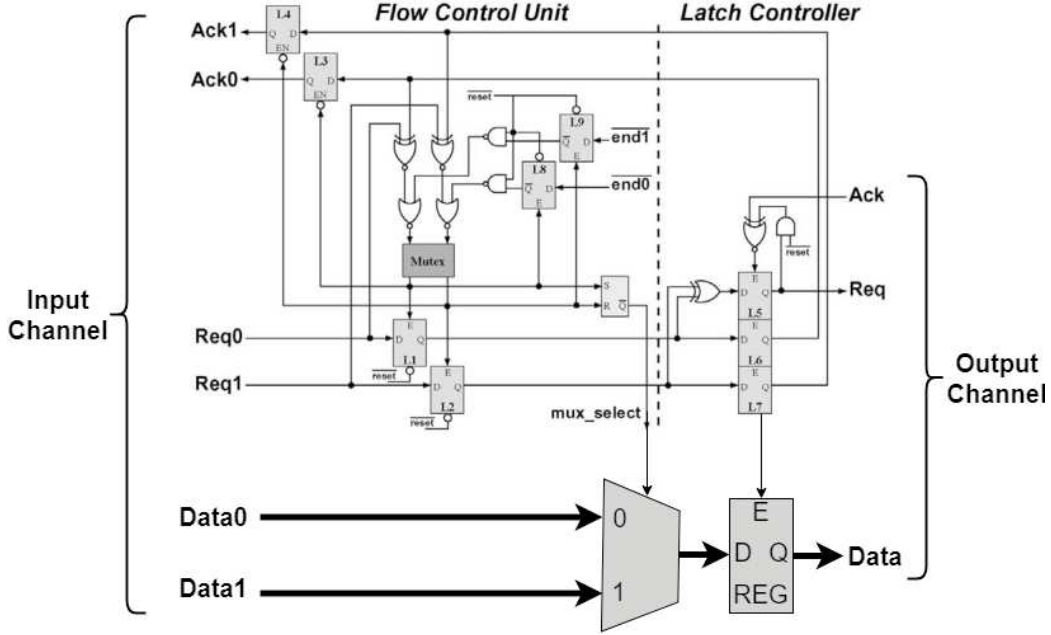 Flow Control Unit
Latch Controller
L4
Ack1
Q
D
EN
L3
Ack0
Q
D
EN
reset
L9
Q
D
E
end1
L8
Q
D
E
end0
Ack
reset
Mutex
S
R
Q
E
D
Q
L5
Req
Input
Channel
Req0
E
D
Q
L1
reset
E
D
Q
L6
Req1
E
D
Q
L2
reset
E
D
Q
L7
Output
Channel
mux_select
Data0
0
E
D
Q
Data
Data1
1
REG